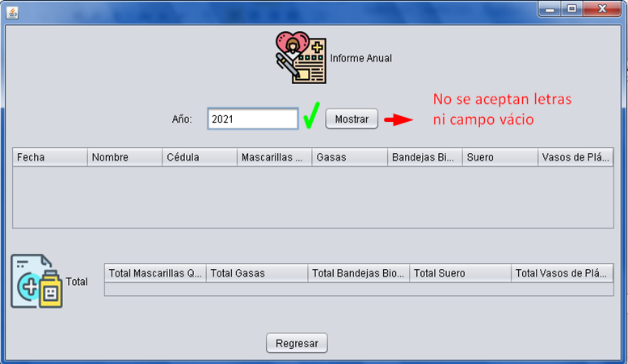 Informe Anual
No se aceptan letras
ni campo vácio
Año: 2021 Mostrar
Fecha Nombre Cédula Mascarillas ... Gasas Bandejas Bi... Suero Vasos de Plá...
Total Total Mascarillas Q... Total Gasas Total Bandejas Bio... Total Suero Total Vasos de Plá...
Regresar